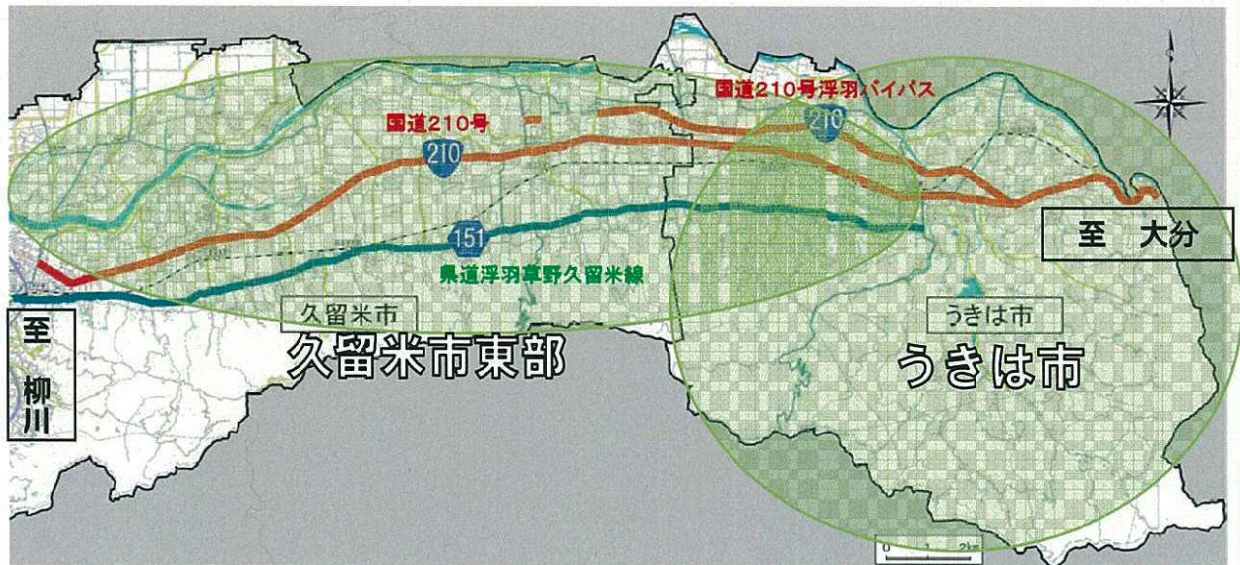 国道210号浮羽バイパス
国道210号
210
210
151
県道浮羽草野久留米線
至 大分
久留米市
うきは市
久留米市東部
うきは市
至 柳川
0 1 2km